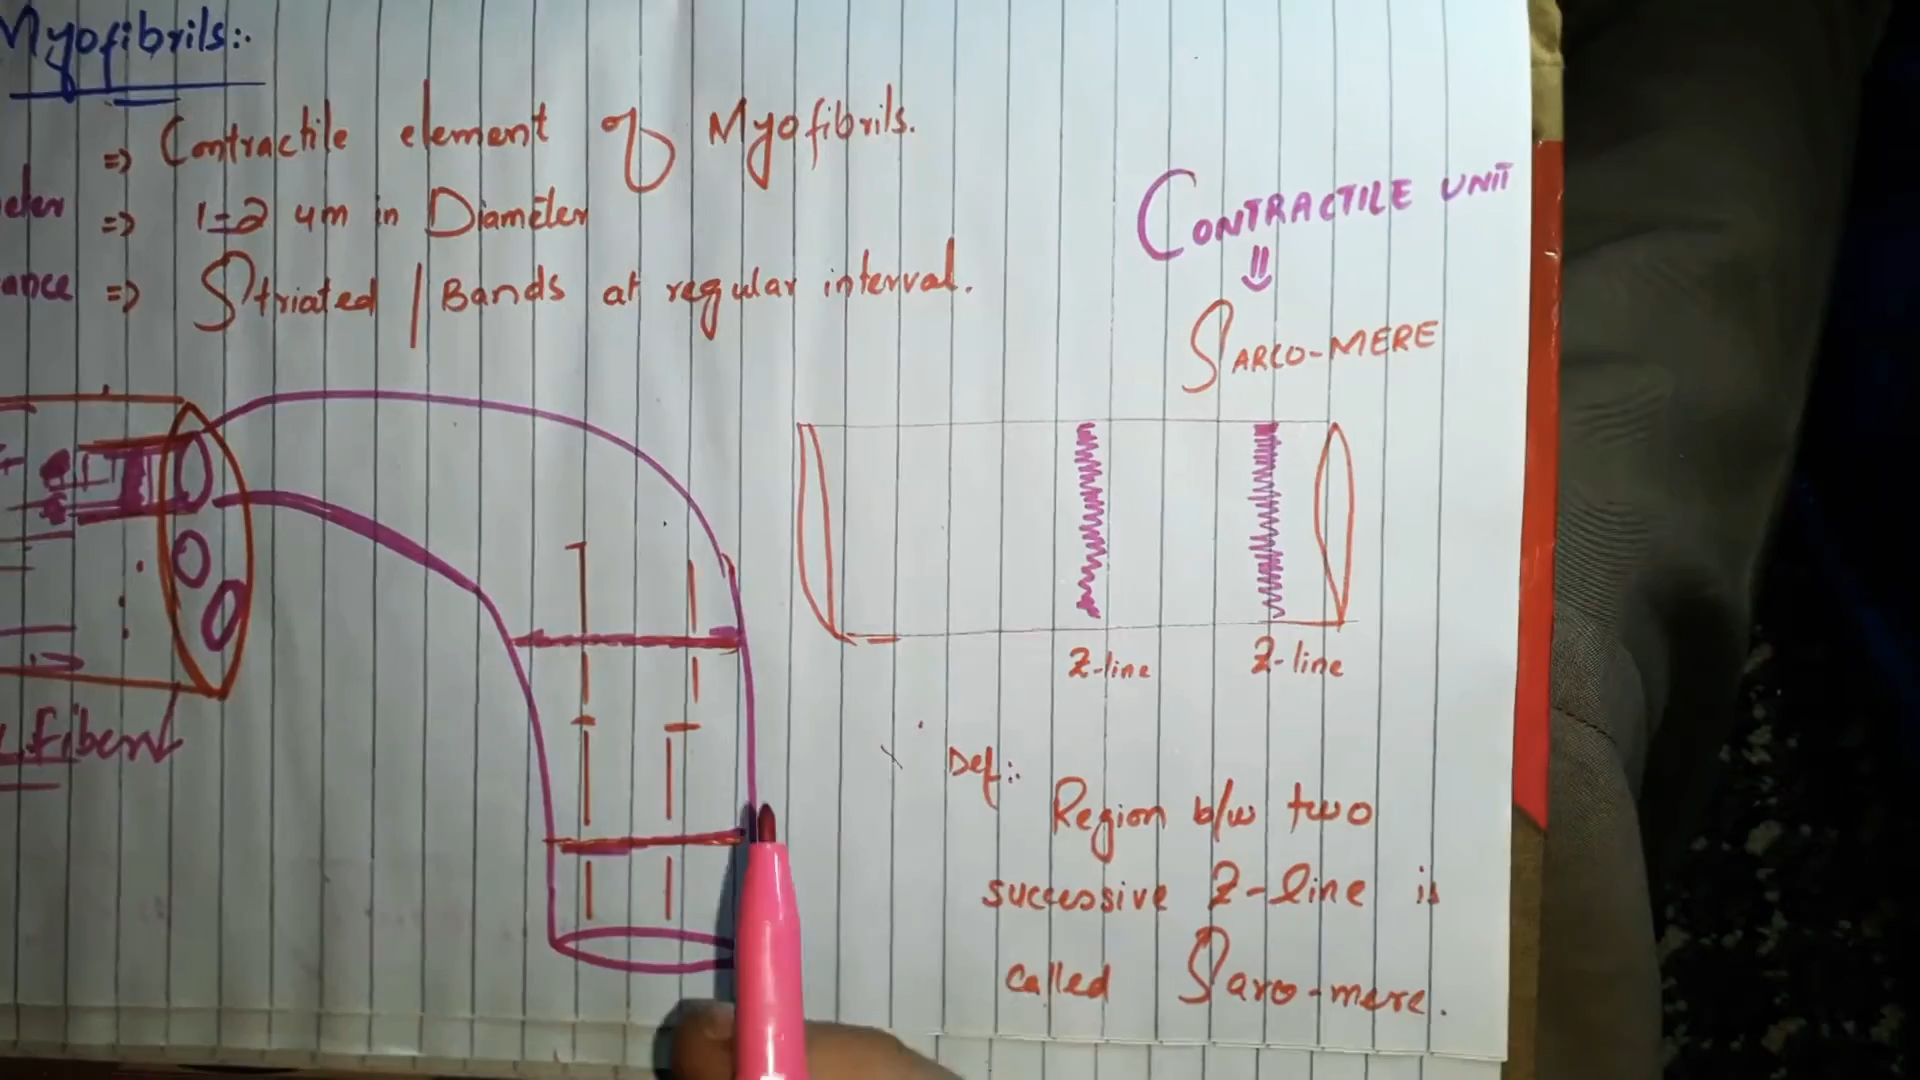 Myofibrils:-
=> Contractile element of Myofibrils.
=> 1-2 um in Diameter
=> Striated / Bands at regular interval.
CONTRACTILE UNIT
SARCO-MERE
Z-line Z-line
Def:-
Region b/w two
successive Z-line is
called Sarco-mere.